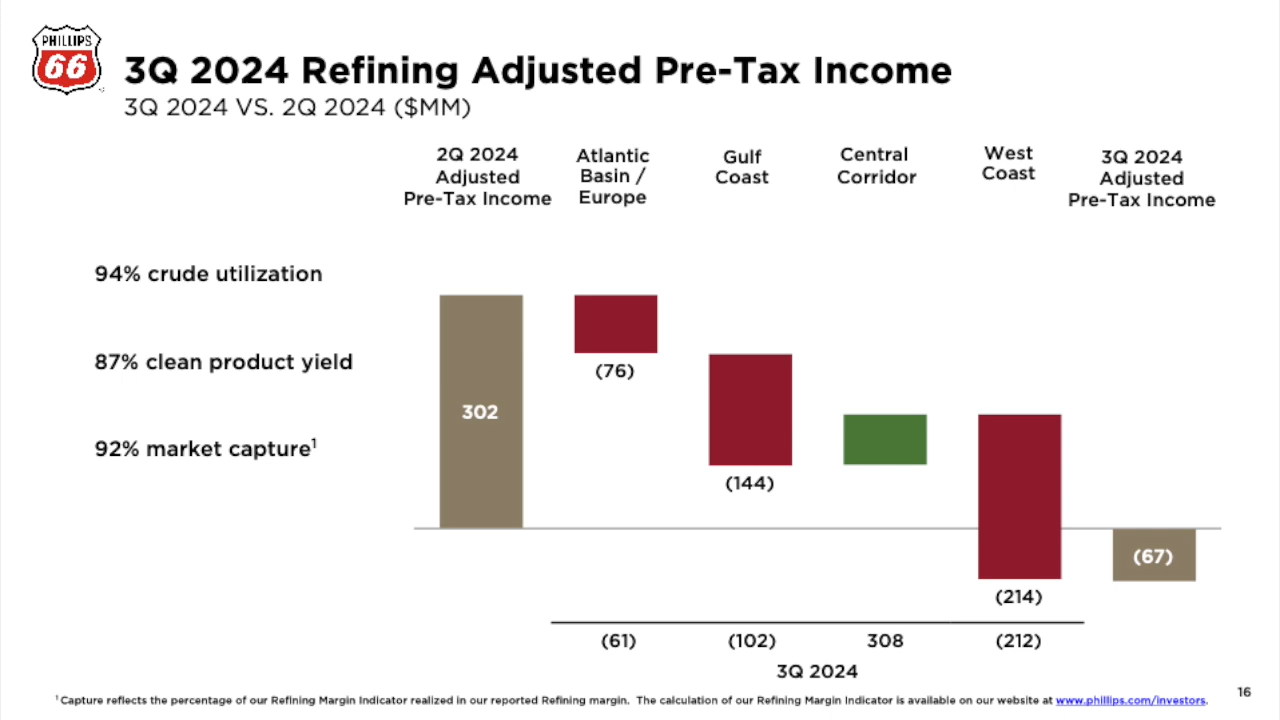 PHILLIPS
66
3Q 2024 Refining Adjusted Pre-Tax Income
3Q 2024 VS. 2Q 2024 ($MM)
2Q 2024
Adjusted
Pre-Tax Income
Atlantic
Basin /
Europe
Gulf
Coast
Central
Corridor
West
Coast
3Q 2024
Adjusted
Pre-Tax Income
94% crude utilization
87% clean product yield
92% market capture¹
302
(76)
(144)
(214)
(67)
(61) (102) 308 (212)
3Q 2024
¹ Capture reflects the percentage of our Refining Margin Indicator realized in our reported Refining margin. The calculation of our Refining Margin Indicator is available on our website at www.phillips.com/investors.
16